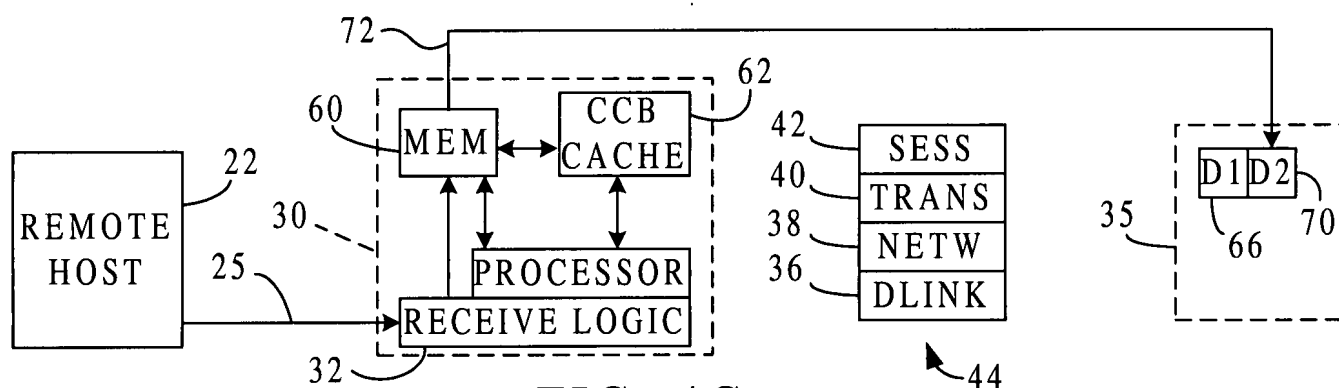 72
62
60
MEM
CCB
CACHE
42
SESS
22
40
TRANS
D1 D2
REMOTE
HOST
30
38
NETW
35
66
70
25
PROCESSOR
36
DLINK
RECEIVE LOGIC
32
44
FIG.